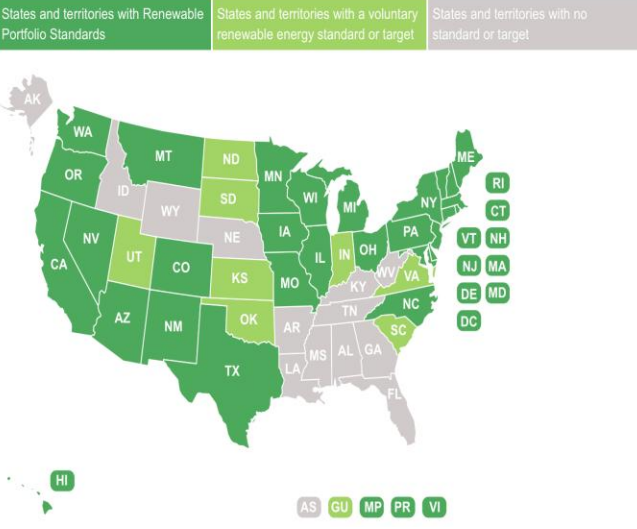 States and territories with Renewable
Portfolio Standards
States and territories with a voluntary
renewable energy standard or target
States and territories with no
standard or target
AK
WA
MT
ND
MN
ME
OR
ID
SD
WI
MI
NY
RI
WY
CT
NV
NE
IA
PA
VT
NH
CA
UT
CO
IL
IN
OH
NJ
MA
KS
MO
WV
VA
KY
DE
MD
AZ
NM
OK
AR
TN
NC
DC
SC
TX
LA
MS
AL
GA
FL
HI
AS
GU
MP
PR
VI